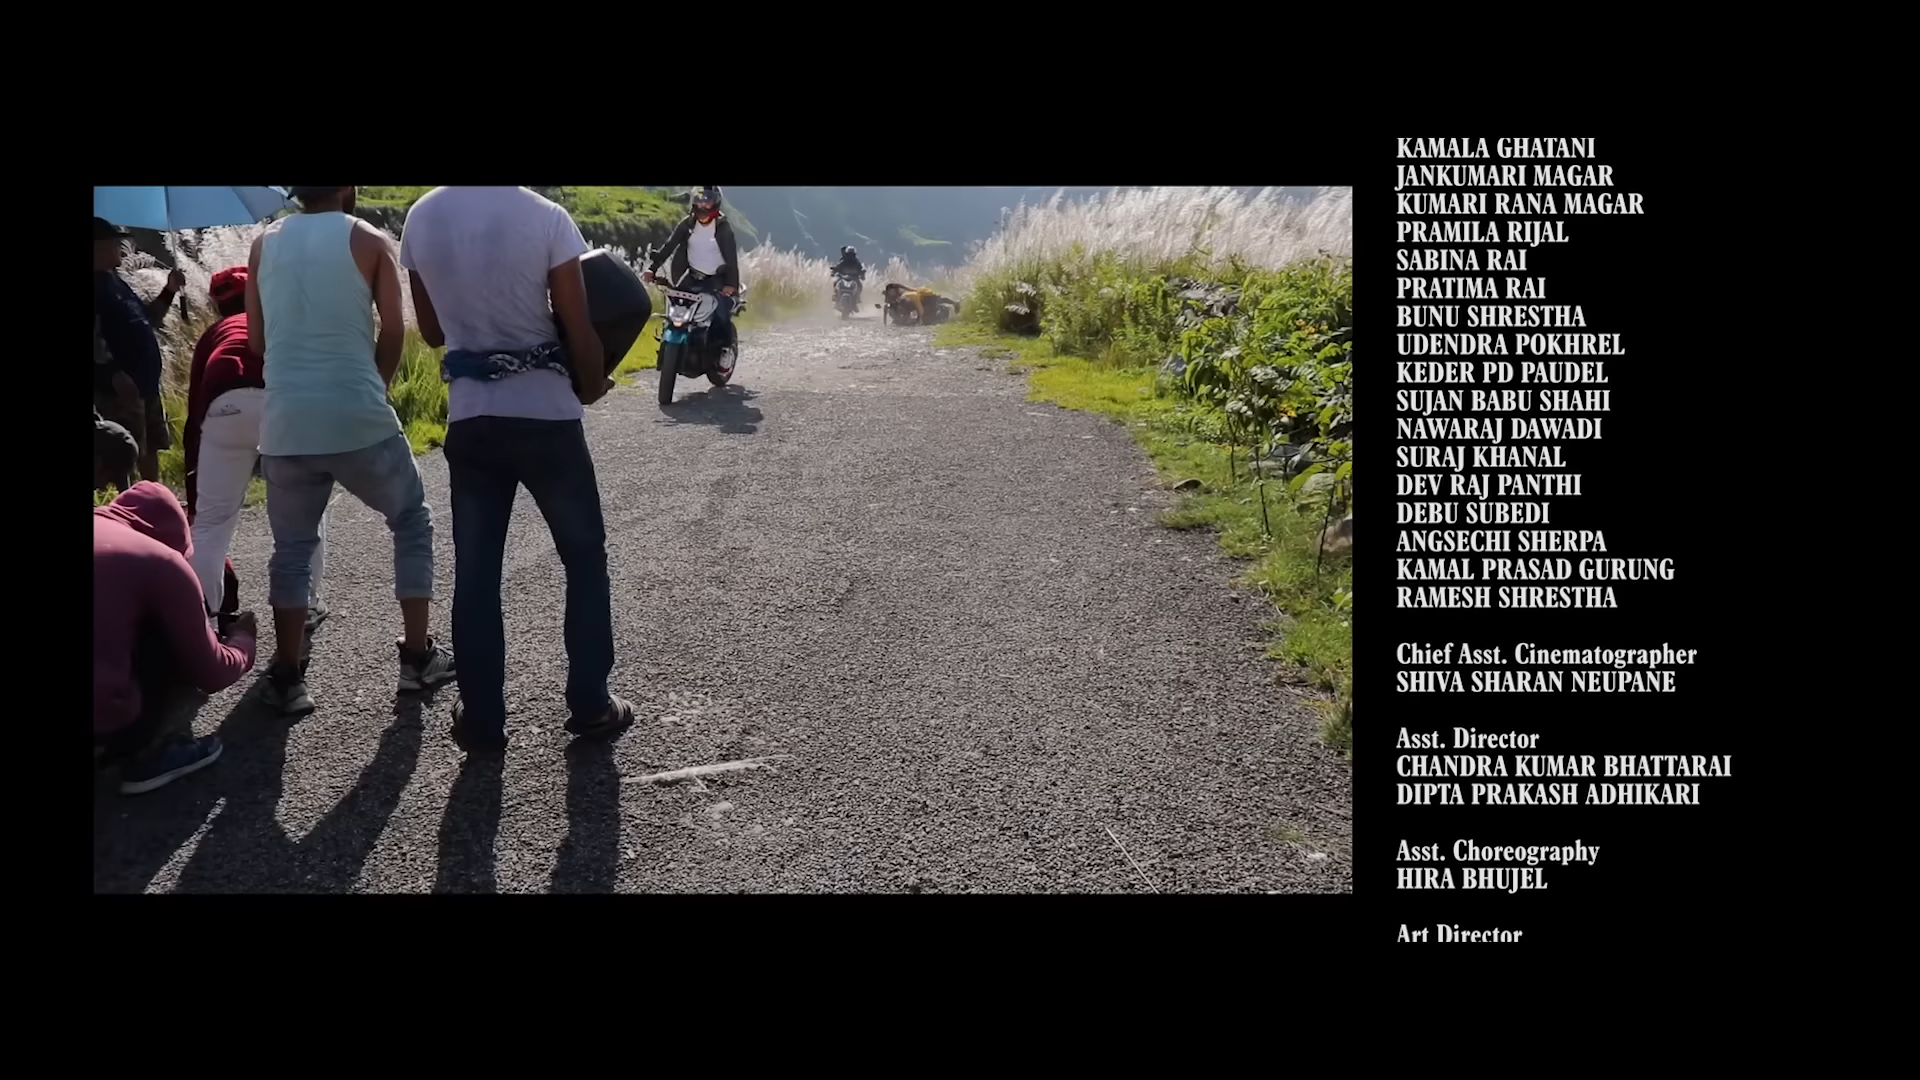 KAMALA GHATANI
JANKUMARI MAGAR
KUMARI RANA MAGAR
PRAMILA RIJAL
SABINA RAI
PRATIMA RAI
BUNU SHRESTHA
UDENDRA POKHREL
KEDER PD PAUDEL
SUJAN BABU SHAHI
NAWARAJ DAWADI
SURAJ KHANAL
DEV RAJ PANTHI
DEBU SUBEDI
ANGSECHI SHERPA
KAMAL PRASAD GURUNG
RAMESH SHRESTHA
Chief Asst. Cinematographer
SHIVA SHARAN NEUPANE
Asst. Director
CHANDRA KUMAR BHATTARAI
DIPTA PRAKASH ADHIKARI
Asst. Choreography
HIRA BHUJEL
Art Director